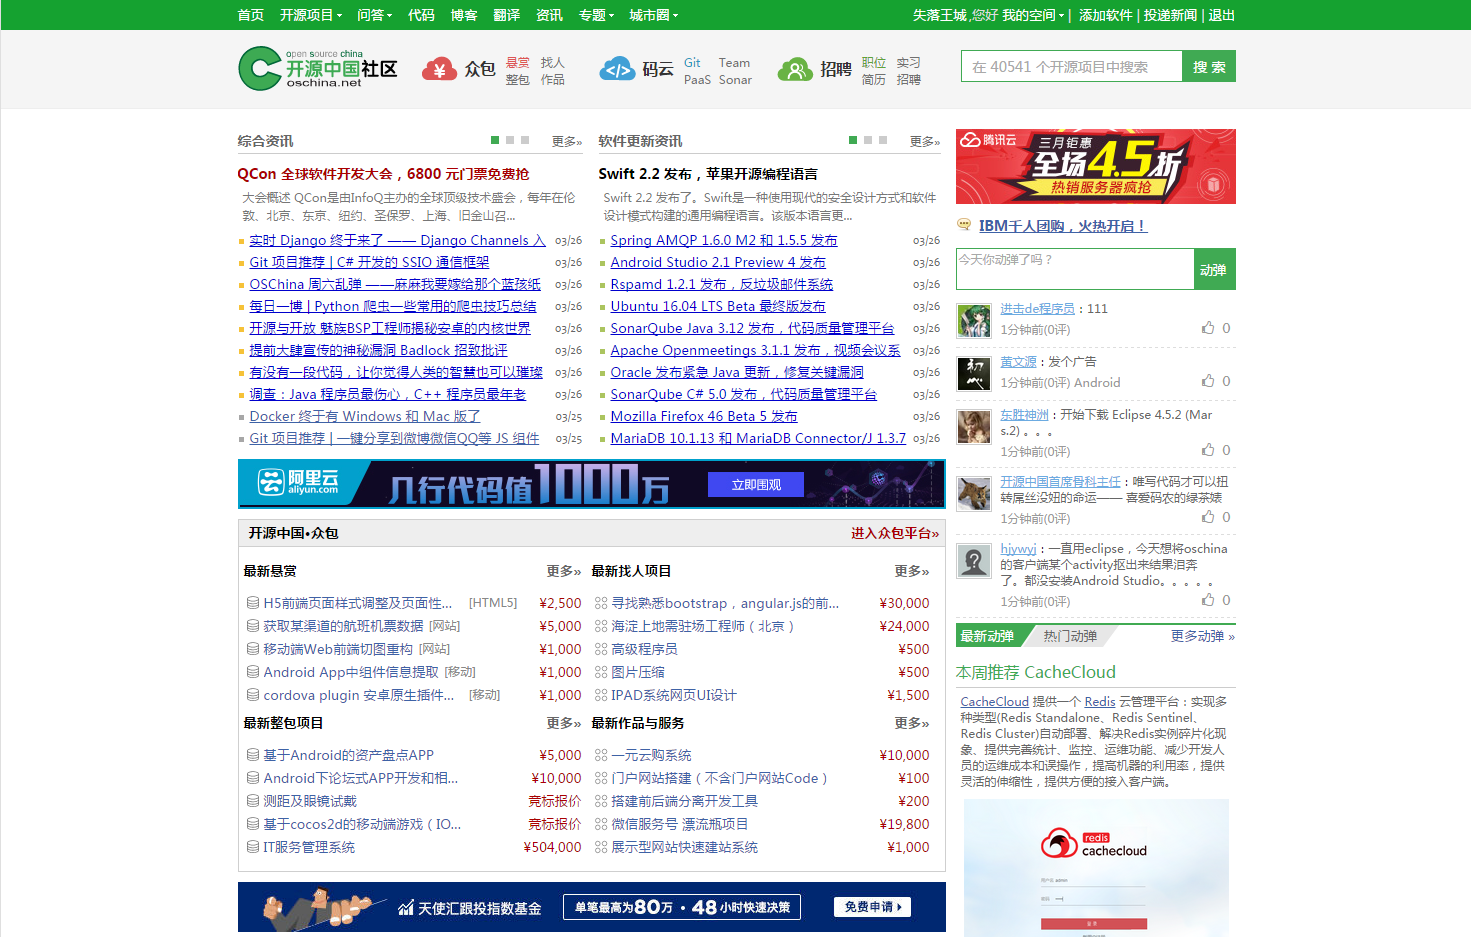 首页 开源项目 问答 代码 博客 翻译 资讯 专题 城市圈 失落王城,您好 我的空间 | 添加软件 | 投递新闻 | 退出
open source china
开源中国社区
oschina.net
众包 悬赏 找人 整包 作品
码云 Git Team PaaS Sonar
招聘 职位 实习 简历 招聘
在 40541 个开源项目中搜索 搜 索
综合资讯 更多»
QCon 全球软件开发大会，6800 元门票免费抢
大会概述 QCon是由InfoQ主办的全球顶级技术盛会，每年在伦
敦、北京、东京、纽约、圣保罗、上海、旧金山召...
实时 Django 终于来了 —— Django Channels 入 03/26
Git 项目推荐 | C# 开发的 SSIO 通信框架 03/26
OSChina 周六乱弹 ——麻麻我要嫁给那个蓝孩纸 03/26
每日一博 | Python 爬虫一些常用的爬虫技巧总结 03/26
开源与开放 魅族BSP工程师揭秘安卓的内核世界 03/26
提前大肆宣传的神秘漏洞 Badlock 招致批评 03/26
有没有一段代码，让你觉得人类的智慧也可以璀璨 03/26
调查：Java 程序员最伤心，C++ 程序员最年老 03/26
Docker 终于有 Windows 和 Mac 版了 03/25
Git 项目推荐 | 一键分享到微博微信QQ等 JS 组件 03/25
软件更新资讯 更多»
Swift 2.2 发布，苹果开源编程语言
Swift 2.2 发布了。Swift是一种使用现代的安全设计方式和软件
设计模式构建的通用编程语言。该版本语言更...
Spring AMQP 1.6.0 M2 和 1.5.5 发布 03/26
Android Studio 2.1 Preview 4 发布 03/26
Rspamd 1.2.1 发布，反垃圾邮件系统 03/26
Ubuntu 16.04 LTS Beta 最终版发布 03/26
SonarQube Java 3.12 发布，代码质量管理平台 03/26
Apache Openmeetings 3.1.1 发布，视频会议系 03/26
Oracle 发布紧急 Java 更新，修复关键漏洞 03/26
SonarQube C# 5.0 发布，代码质量管理平台 03/26
Mozilla Firefox 46 Beta 5 发布 03/26
MariaDB 10.1.13 和 MariaDB Connector/J 1.3.7 03/26
阿里云
aliyun.com
几行代码值1000万 立即围观
开源中国•众包 进入众包平台»
最新悬赏 更多»
H5前端页面样式调整及页面性... [HTML5] ¥2,500
获取某渠道的航班机票数据 [网站] ¥5,000
移动端Web前端切图重构 [网站] ¥1,000
Android App中组件信息提取 [移动] ¥1,000
cordova plugin 安卓原生插件... [移动] ¥1,000
最新找人项目 更多»
寻找熟悉bootstrap，angular.js的前... ¥30,000
海淀上地需驻场工程师（北京） ¥24,000
高级程序员 ¥500
图片压缩 ¥500
IPAD系统网页UI设计 ¥1,500
最新整包项目 更多»
基于Android的资产盘点APP ¥5,000
Android下论坛式APP开发和相... ¥10,000
测距及眼镜试戴 竞标报价
基于cocos2d的移动端游戏（IO... 竞标报价
IT服务管理系统 ¥504,000
最新作品与服务 更多»
一元云购系统 ¥10,000
门户网站搭建（不含门户网站Code） ¥100
搭建前后端分离开发工具 ¥200
微信服务号 漂流瓶项目 ¥19,800
展示型网站快速建站系统 ¥1,000
天使汇跟投指数基金 单笔最高为80万 · 48小时快速决策 免费申请
腾讯云
三月钜惠
全场4.5折
热销服务器疯抢
IBM千人团购，火热开启！
今天你动弹了吗？ 动弹
进击de程序员：111
1分钟前(0评) 0
黄文源：发个广告
1分钟前(0评) Android 0
东胜神洲：开始下载 Eclipse 4.5.2 (Mar
s.2) 。。。
1分钟前(0评) 0
开源中国首席骨科主任：唯写代码才可以扭
转屌丝没妞的命运—— 喜爱码农的绿茶婊
1分钟前(0评) 0
hjywyj：一直用eclipse，今天想将oschina
的客户端某个activity抠出来结果泪奔
了。都没安装Android Studio。。。。。
1分钟前(0评) 0
最新动弹 热门动弹 更多动弹 »
本周推荐 CacheCloud
CacheCloud 提供一个 Redis 云管理平台：实现多
种类型(Redis Standalone、Redis Sentinel、
Redis Cluster)自动部署、解决Redis实例碎片化现
象、提供完善统计、监控、运维功能、减少开发人
员的运维成本和误操作，提高机器的利用率，提供
灵活的伸缩性，提供方便的接入客户端。
redis
cachecloud